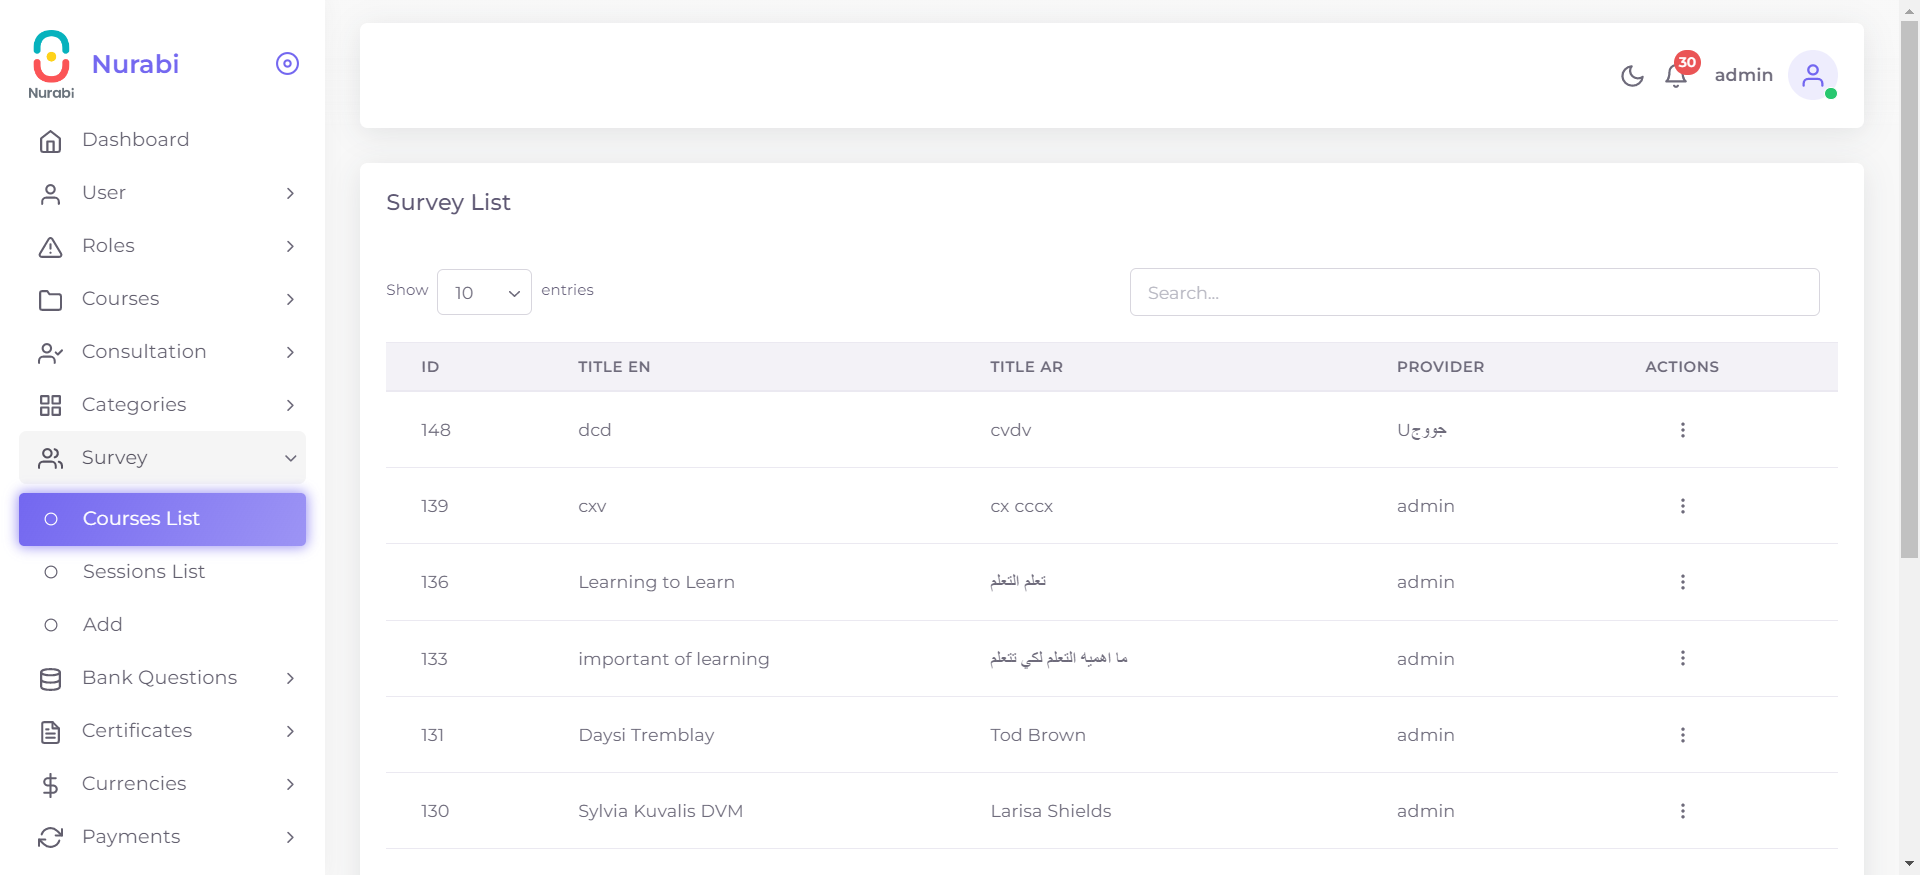 Nurabi
Nurabi
Dashboard
User
Roles
Courses
Consultation
Categories
Survey
Courses List
Sessions List
Add
Bank Questions
Certificates
Currencies
Payments
30
admin
Survey List
Show 10 entries
Search...
ID TITLE EN TITLE AR PROVIDER ACTIONS
148 dcd cvdv Uجووج
139 cxv cx cccx admin
136 Learning to Learn تعلم التعلم admin
133 important of learning ما اهميه التعلم لكي تتعلم admin
131 Daysi Tremblay Tod Brown admin
130 Sylvia Kuvalis DVM Larisa Shields admin